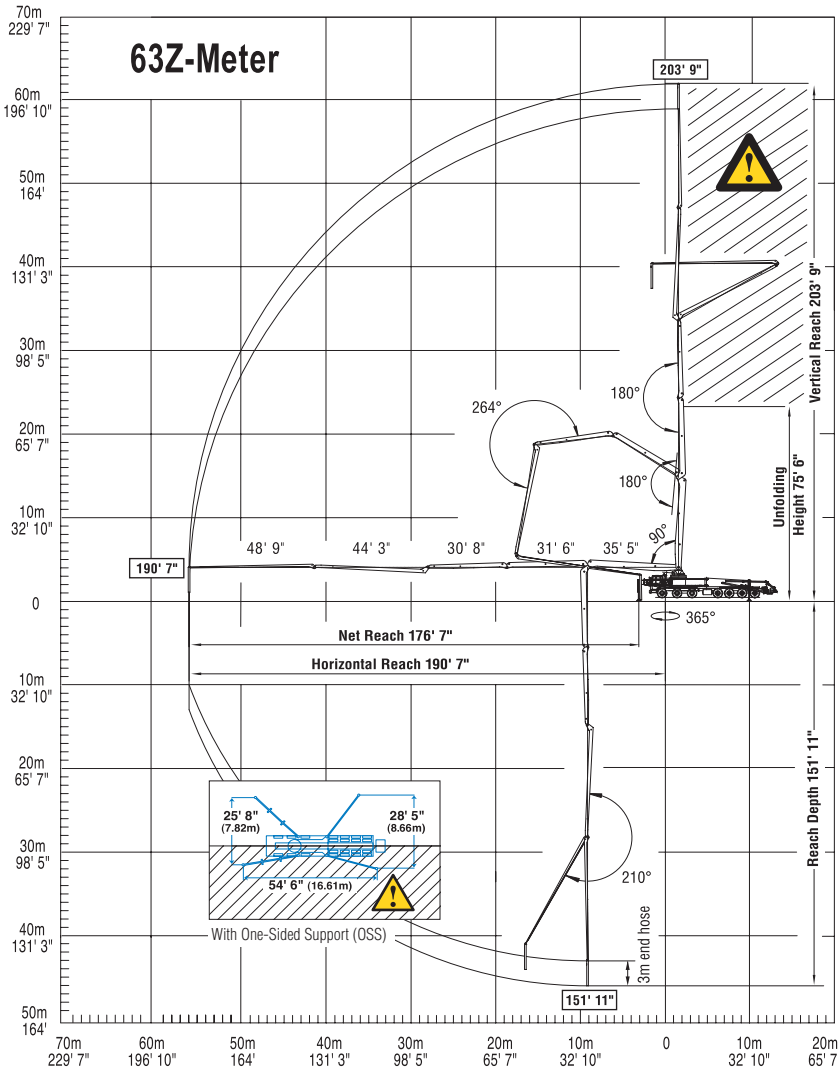 63Z-Meter
70m
229' 7"
60m
196' 10"
50m
164'
40m
131' 3"
30m
98' 5"
20m
65' 7"
10m
32' 10"
0
10m
32' 10"
20m
65' 7"
30m
98' 5"
40m
131' 3"
50m
164'
203' 9"
!
Vertical Reach 203' 9"
Unfolding
Height 75' 6"
180°
264°
180°
90°
48' 9"
44' 3"
30' 8"
31' 6"
35' 5"
190' 7"
365°
Net Reach 176' 7"
Horizontal Reach 190' 7"
Reach Depth 151' 11"
25' 8"
(7.82m)
28' 5"
(8.66m)
54' 6" (16.61m)
!
With One-Sided Support (OSS)
210°
3m end hose
151' 11"
70m
229' 7"
60m
196' 10"
50m
164'
40m
131' 3"
30m
98' 5"
20m
65' 7"
10m
32' 10"
0
10m
32' 10"
20m
65' 7